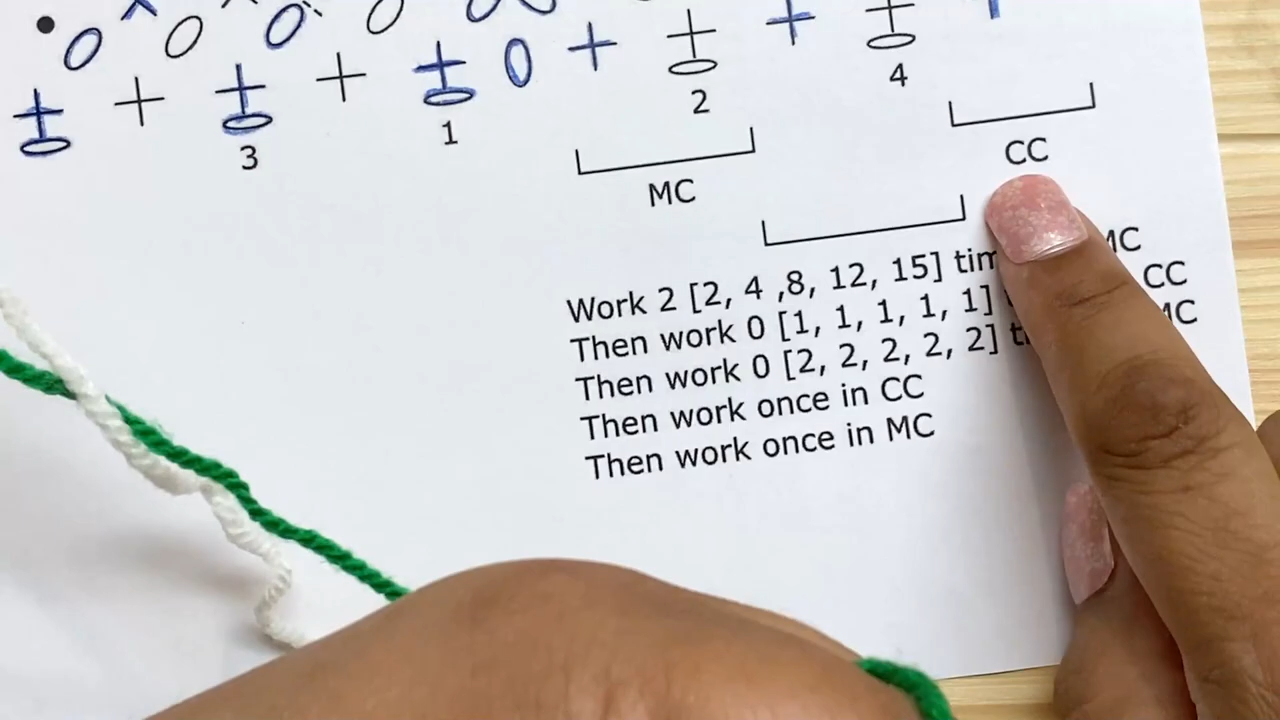 4
2
1
3
CC
MC
Work 2 [2, 4 ,8, 12, 15] MC
Then work 0 [1, 1, 1, 1, 1] CC
Then work 0 [2, 2, 2, 2, 2]
Then work once in CC
Then work once in MC